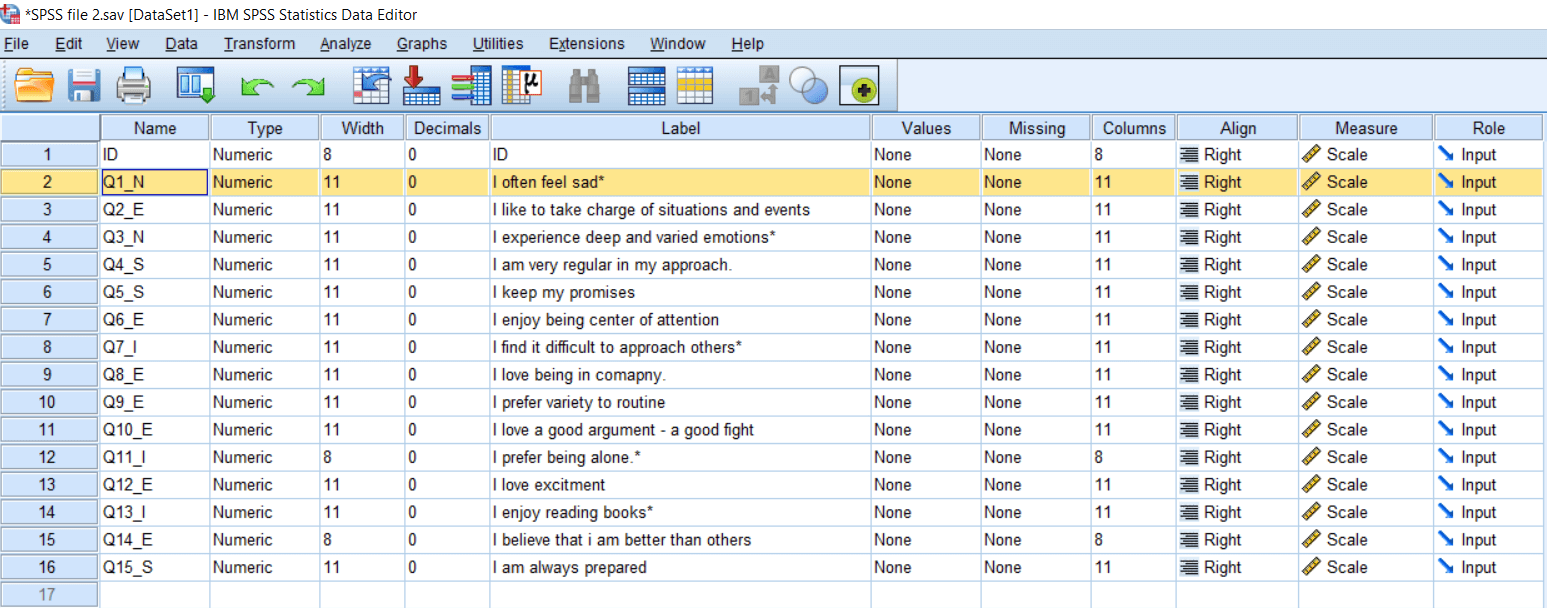 *SPSS file 2.sav [DataSet1] - IBM SPSS Statistics Data Editor
File Edit View Data Transform Analyze Graphs Utilities Extensions Window Help
μ A 1
Name Type Width Decimals Label Values Missing Columns Align Measure Role
1 ID Numeric 8 0 ID None None 8 Right Scale Input
2 Q1_N Numeric 11 0 I often feel sad* None None 11 Right Scale Input
3 Q2_E Numeric 11 0 I like to take charge of situations and events None None 11 Right Scale Input
4 Q3_N Numeric 11 0 I experience deep and varied emotions* None None 11 Right Scale Input
5 Q4_S Numeric 11 0 I am very regular in my approach. None None 11 Right Scale Input
6 Q5_S Numeric 11 0 I keep my promises None None 11 Right Scale Input
7 Q6_E Numeric 11 0 I enjoy being center of attention None None 11 Right Scale Input
8 Q7_I Numeric 11 0 I find it difficult to approach others* None None 11 Right Scale Input
9 Q8_E Numeric 11 0 I love being in comapny. None None 11 Right Scale Input
10 Q9_E Numeric 11 0 I prefer variety to routine None None 11 Right Scale Input
11 Q10_E Numeric 11 0 I love a good argument - a good fight None None 11 Right Scale Input
12 Q11_I Numeric 8 0 I prefer being alone.* None None 8 Right Scale Input
13 Q12_E Numeric 11 0 I love excitment None None 11 Right Scale Input
14 Q13_I Numeric 11 0 I enjoy reading books* None None 11 Right Scale Input
15 Q14_E Numeric 8 0 I believe that i am better than others None None 8 Right Scale Input
16 Q15_S Numeric 11 0 I am always prepared None None 11 Right Scale Input
17